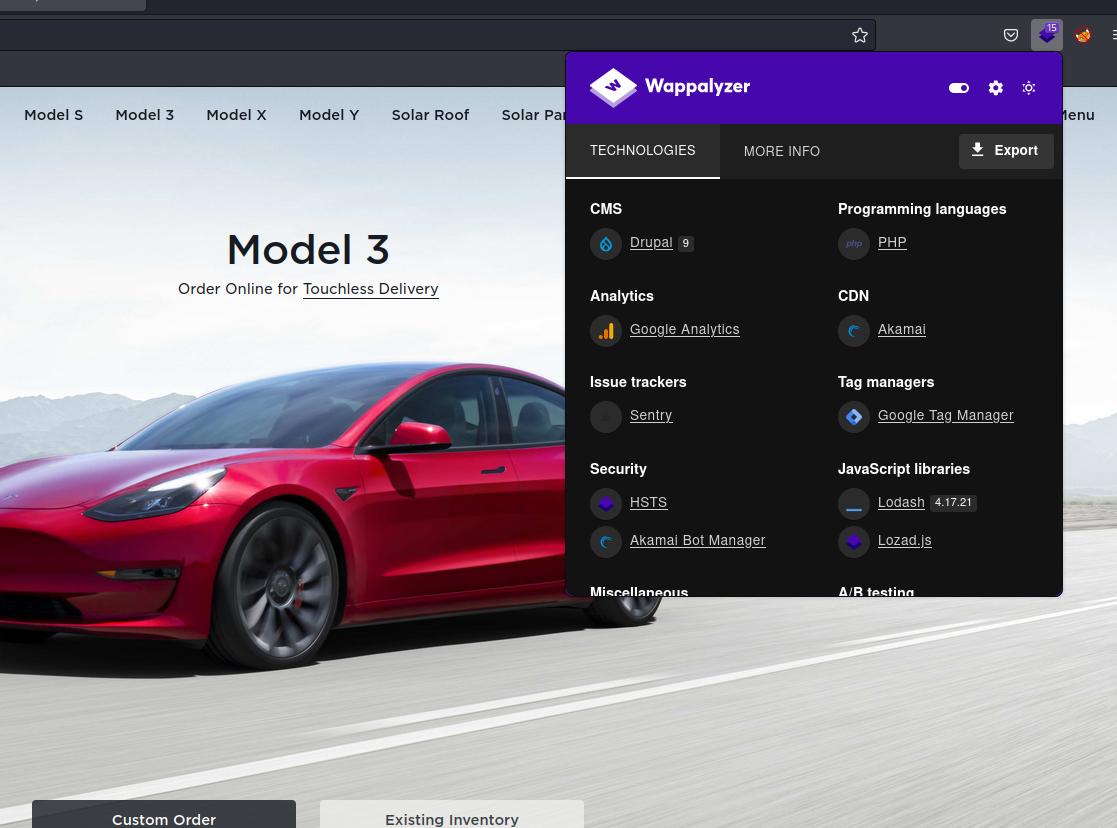 15
Wappalyzer
Model S
Model 3
Model X
Model Y
Solar Roof
Solar Pa
Menu
TECHNOLOGIES
MORE INFO
Export
Model 3
Order Online for Touchless Delivery
CMS
Drupal 9
Programming languages
php PHP
Analytics
Google Analytics
CDN
Akamai
Issue trackers
Sentry
Tag managers
Google Tag Manager
Security
HSTS
Akamai Bot Manager
JavaScript libraries
Lodash 4.17.21
Lozad.js
Miscellaneous
A/B testing
Custom Order
Existing Inventory